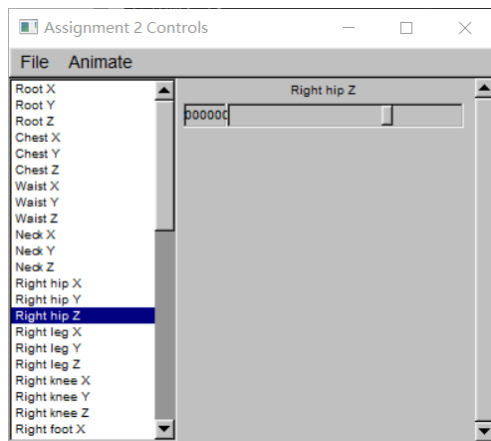 Assignment 2 Controls
File Animate
Root X
Root Y
Root Z
Chest X
Chest Y
Chest Z
Waist X
Waist Y
Waist Z
Neck X
Neck Y
Neck Z
Right hip X
Right hip Y
Right hip Z
Right leg X
Right leg Y
Right leg Z
Right knee X
Right knee Y
Right knee Z
Right foot X
Right hip Z